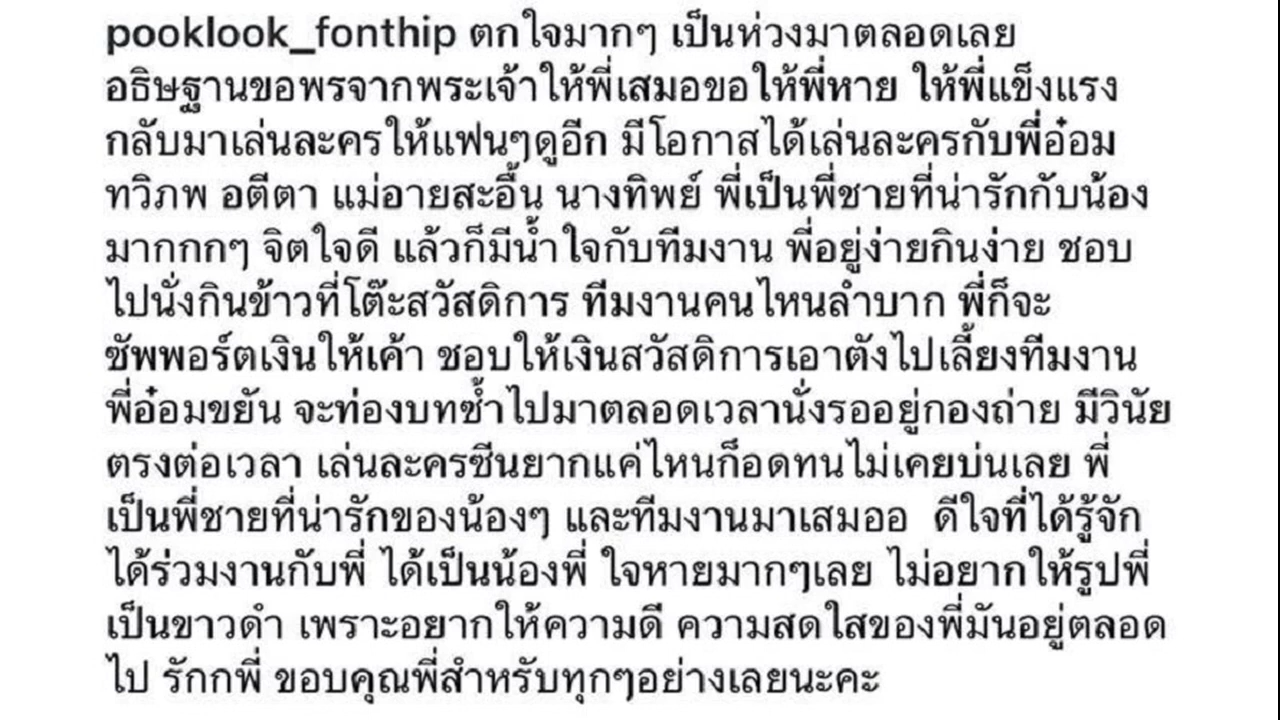 pooklook_fonthip ตกใจมากๆ เป็นห่วงมาตลอดเลย
อธิษฐานขอพรจากพระเจ้าให้พี่เสมอขอให้พี่หาย ให้พี่แข็งแรง
กลับมาเล่นละครให้แฟนๆดูอีก มีโอกาสได้เล่นละครกับพี่อ๋อม
ทวิภพ อตีตา แม่อายสะอื้น นางทิพย์ พี่เป็นพี่ชายที่น่ารักกับน้อง
มากกกๆ จิตใจดี แล้วก็มีน้ำใจกับทีมงาน พี่อยู่ง่ายกินง่าย ชอบ
ไปนั่งกินข้าวที่โต๊ะสวัสดิการ ทีมงานคนไหนลำบาก พี่ก็จะ
ซัพพอร์ตเงินให้เค้า ชอบให้เงินสวัสดิการเอาตังไปเลี้ยงทีมงาน
พี่อ๋อมขยัน จะท่องบทซ้ำไปมาตลอดเวลานั่งรออยู่กองถ่าย มีวินัย
ตรงต่อเวลา เล่นละครซีนยากแค่ไหนก็อดทนไม่เคยบ่นเลย พี่
เป็นพี่ชายที่น่ารักของน้องๆ และทีมงานมาเสมออ ดีใจที่ได้รู้จัก
ได้ร่วมงานกับพี่ ได้เป็นน้องพี่ ใจหายมากๆเลย ไม่อยากให้รูปพี่
เป็นขาวดำ เพราะอยากให้ความดี ความสดใสของพี่มันอยู่ตลอด
ไป รักกพี่ ขอบคุณพี่สำหรับทุกๆอย่างเลยนะคะ